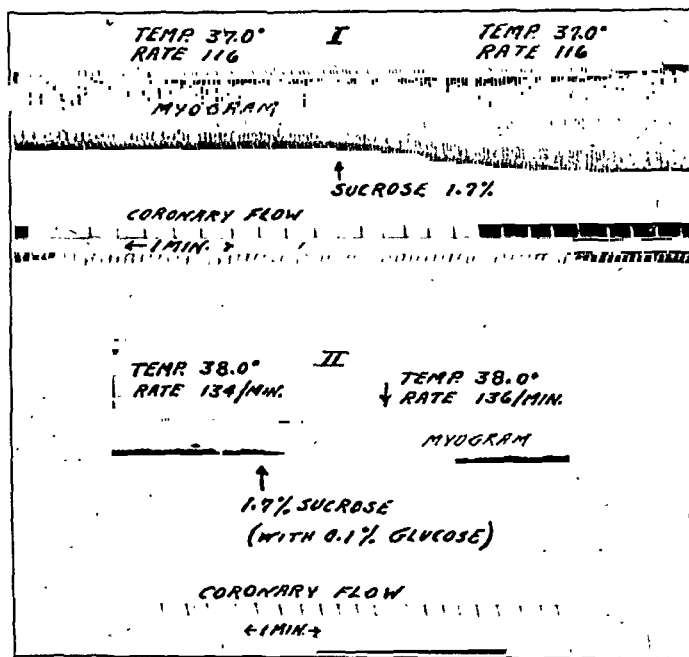 TEMP. 37.0° I TEMP. 37.0°
RATE 116 RATE 116
MYOGRAM
SUCROSE 1.7%
CORONARY FLOW
←1 MIN.→
II
TEMP. 38.0° TEMP. 38.0°
RATE 134/MIN. RATE 136/MIN.
MYOGRAM
1.7% SUCROSE
(WITH 0.1% GLUCOSE)
CORONARY FLOW
←1 MIN→